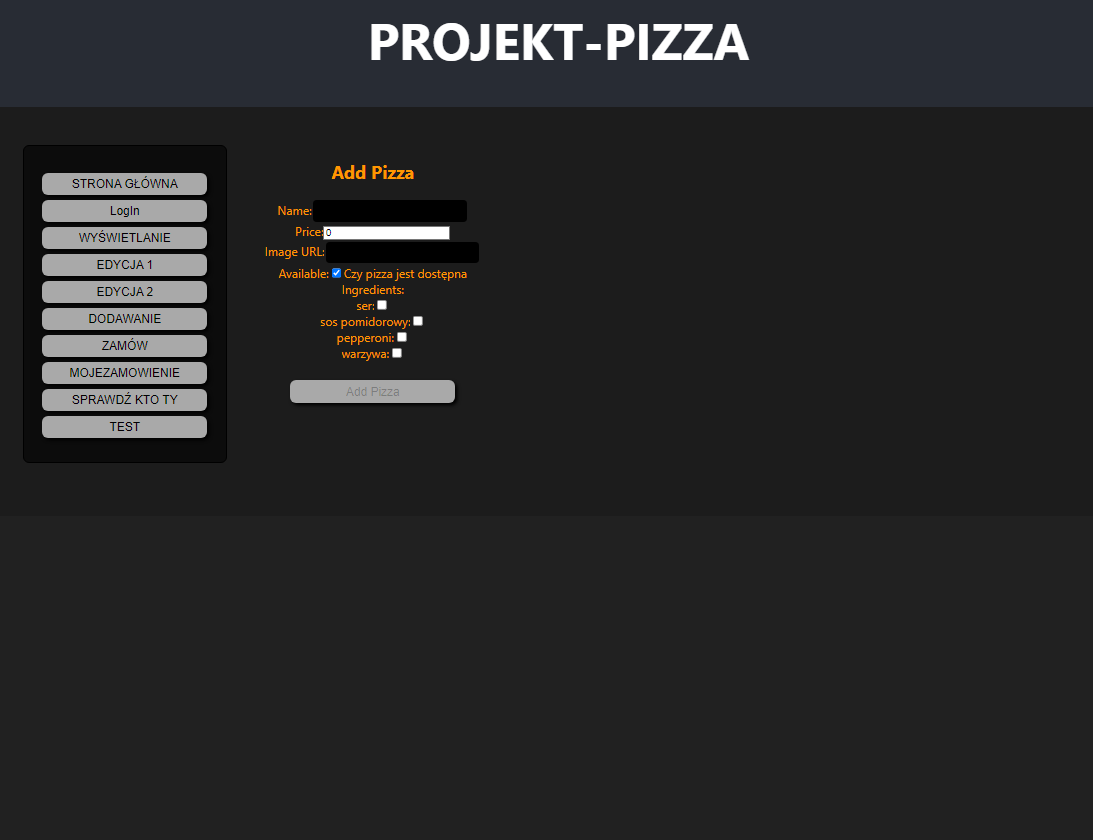 PROJEKT-PIZZA
STRONA GŁÓWNA
LogIn
WYŚWIETLANIE
EDYCJA 1
EDYCJA 2
DODAWANIE
ZAMÓW
MOJEZAMOWIENIE
SPRAWDŹ KTO TY
TEST
Add Pizza
Name:
Price: 0
Image URL:
Available: Czy pizza jest dostępna
Ingredients:
ser:
sos pomidorowy:
pepperoni:
warzywa:
Add Pizza